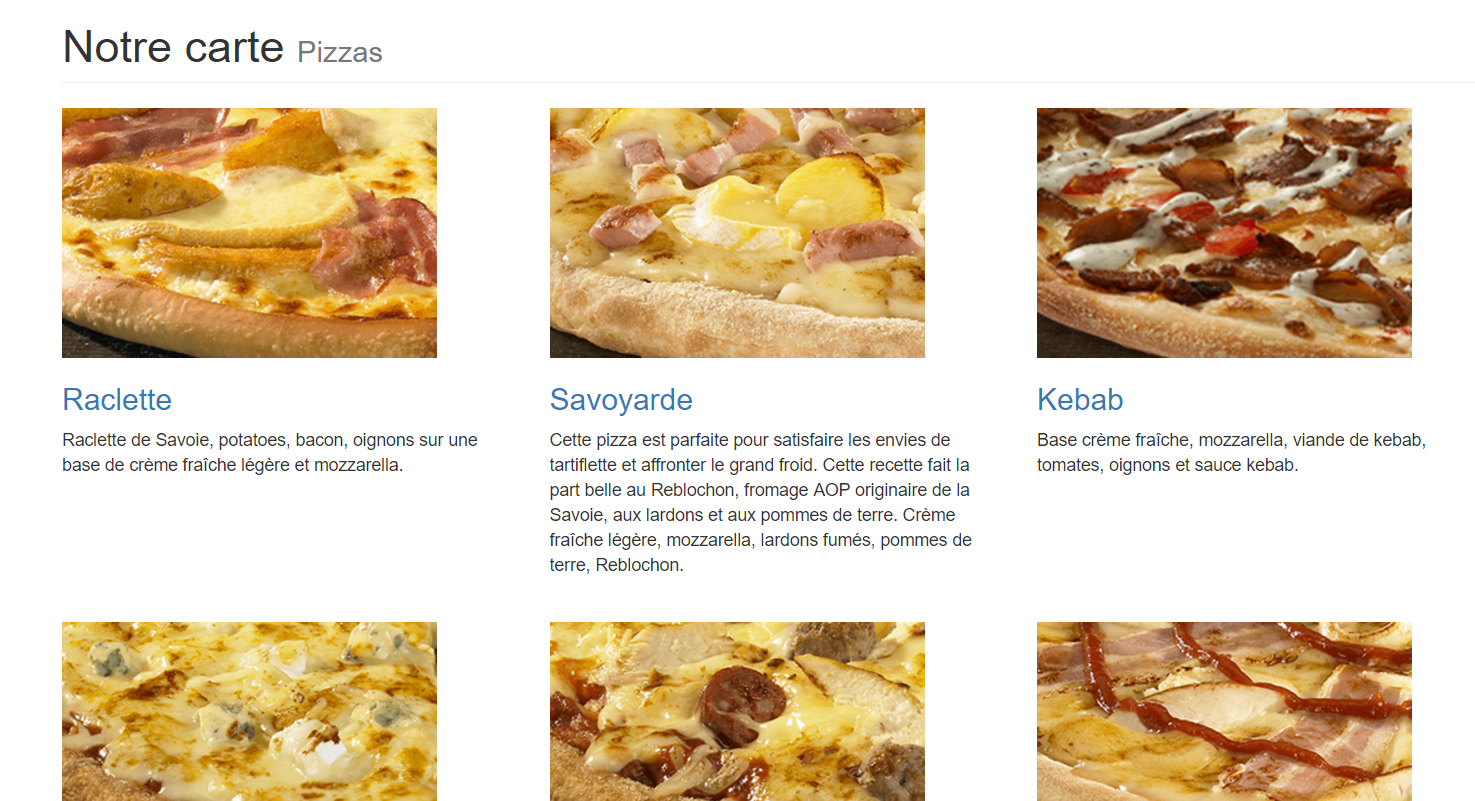 Notre carte Pizzas
Raclette
Raclette de Savoie, potatoes, bacon, oignons sur une
base de crème fraîche légère et mozzarella.
Savoyarde
Cette pizza est parfaite pour satisfaire les envies de
tartiflette et affronter le grand froid. Cette recette fait la
part belle au Reblochon, fromage AOP originaire de la
Savoie, aux lardons et aux pommes de terre. Crème
fraîche légère, mozzarella, lardons fumés, pommes de
terre, Reblochon.
Kebab
Base crème fraîche, mozzarella, viande de kebab,
tomates, oignons et sauce kebab.